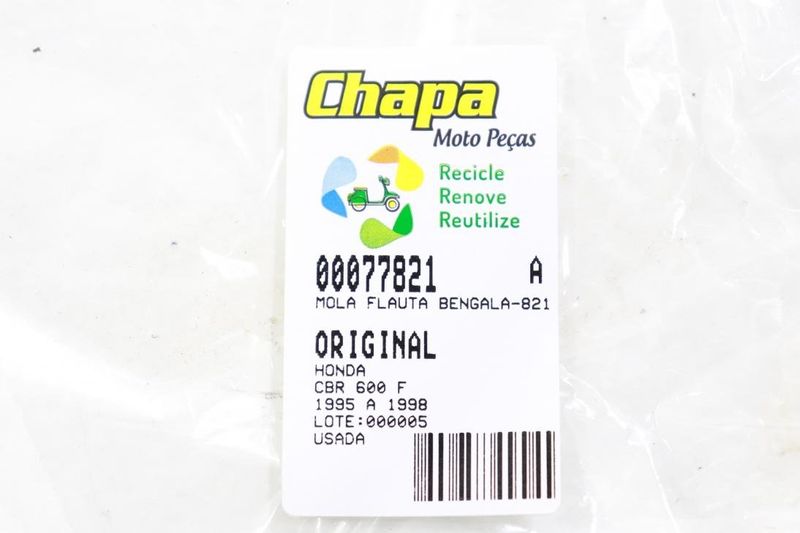 Chapa
Moto Peças
Recicle
Renove
Reutilize
00077821 A
MOLA FLAUTA BENGALA-821
ORIGINAL
HONDA
CBR 600 F
1995 A 1998
LOTE:000005
USADA